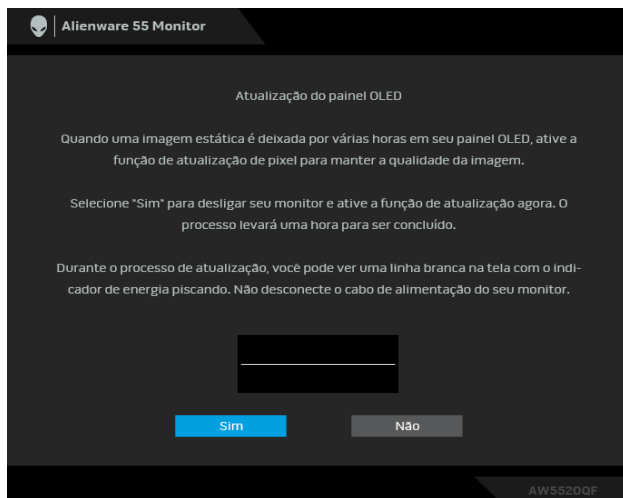 Alienware 55 Monitor
Atualização do painel OLED
Quando uma imagem estática é deixada por várias horas em seu painel OLED, ative a
função de atualização de pixel para manter a qualidade da imagem.
Selecione "Sim" para desligar seu monitor e ative a função de atualização agora. O
processo levará uma hora para ser concluído.
Durante o processo de atualização, você pode ver uma linha branca na tela com o indi-
cador de energia piscando. Não desconecte o cabo de alimentação do seu monitor.
Sim
Não
AW5520QF